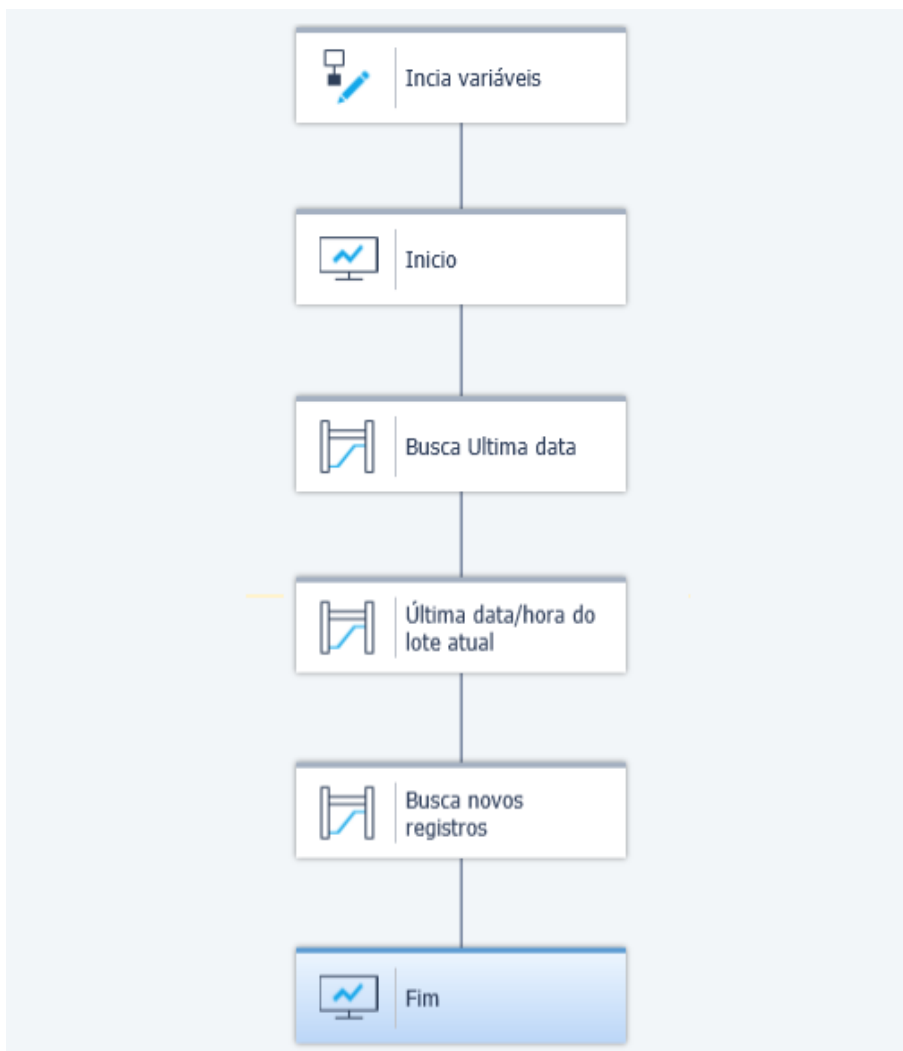 Incia variáveis
Inicio
Busca Ultima data
Última data/hora do
lote atual
Busca novos
registros
Fim